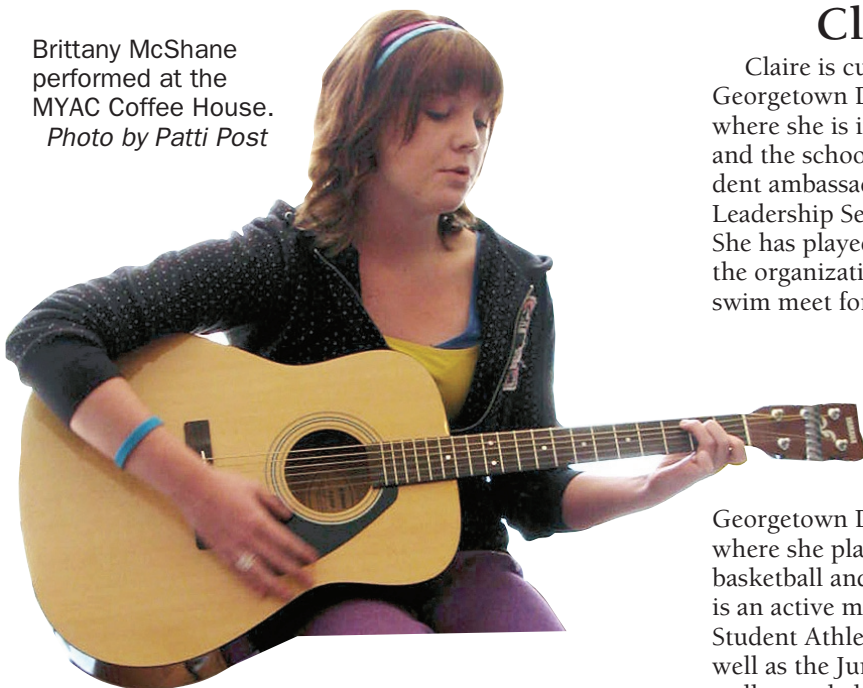 Brittany McShane
performed at the
MYAC Coffee House.
Photo by Patti Post
Cl
Claire is cu
Georgetown D
where she is i
and the schoo
dent ambassad
Leadership Se
She has played
the organizati
swim meet for
Georgetown D
where she pla
basketball and
is an active m
Student Athle
well as the Jun